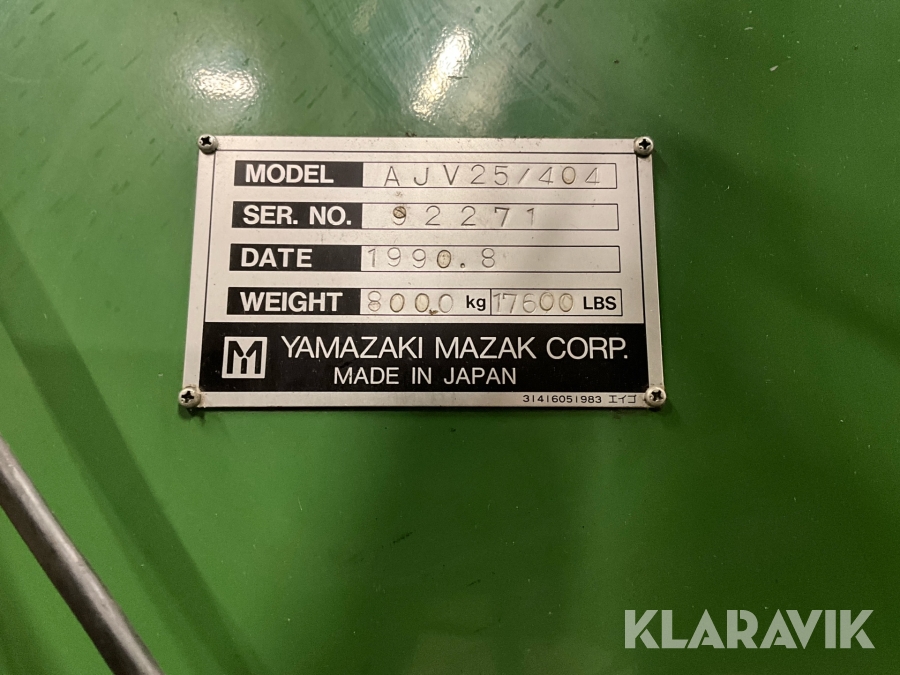 MODEL AJV25/404
SER. NO. 92271
DATE 1990.8
WEIGHT 8000 kg 17600 LBS
YAMAZAKI MAZAK CORP.
MADE IN JAPAN
31416051983 エイゴ
KLARAVIK